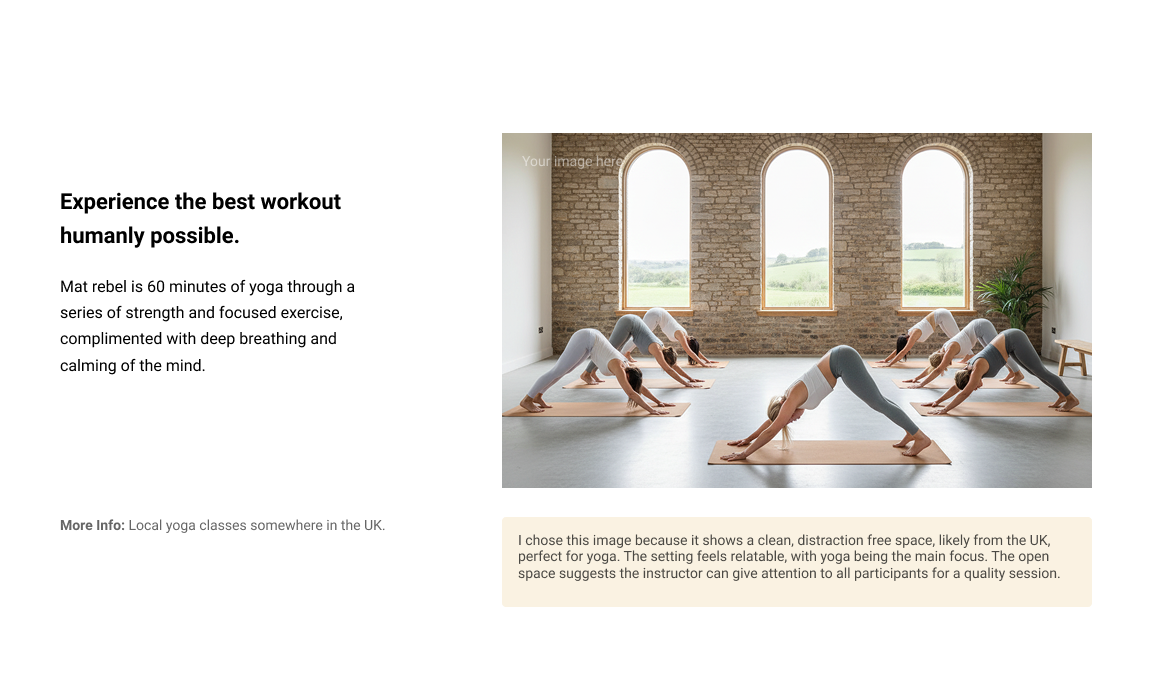 Your image here
Experience the best workout
humanly possible.
Mat rebel is 60 minutes of yoga through a
series of strength and focused exercise,
complimented with deep breathing and
calming of the mind.
More Info: Local yoga classes somewhere in the UK.
I chose this image because it shows a clean, distraction free space, likely from the UK,
perfect for yoga. The setting feels relatable, with yoga being the main focus. The open
space suggests the instructor can give attention to all participants for a quality session.